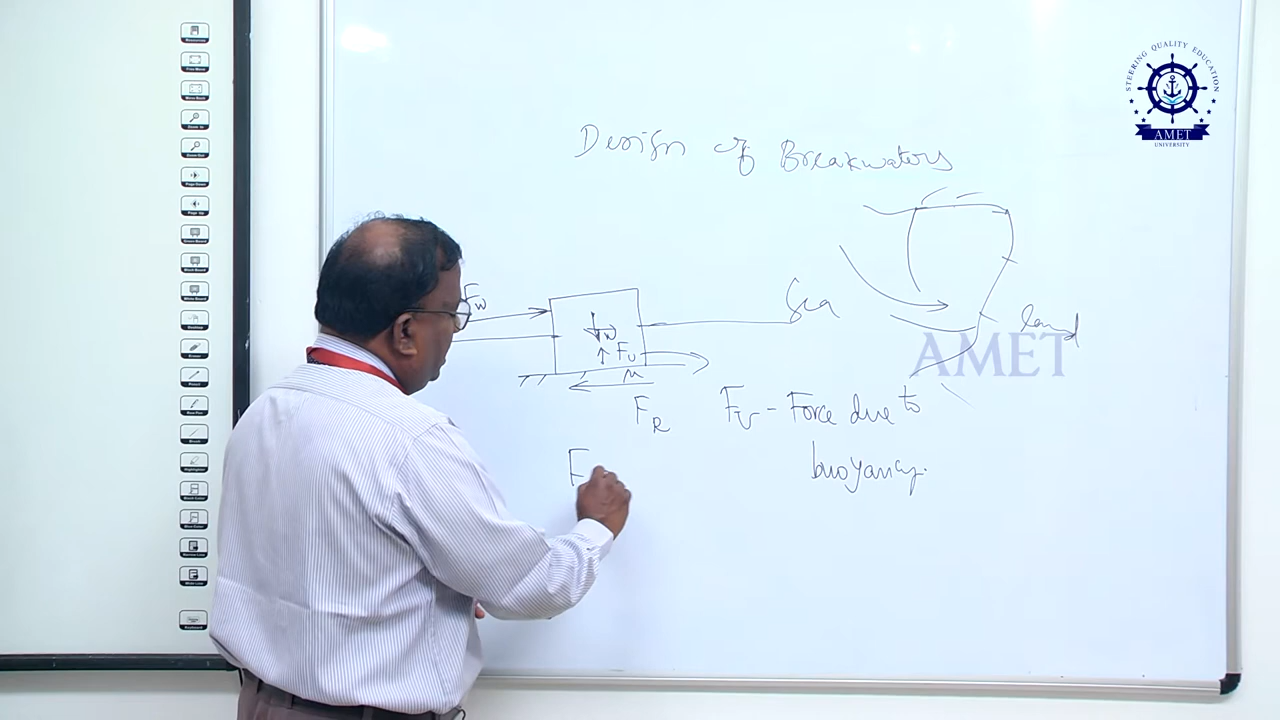 STEERING QUALITY EDUCATION
AMET
UNIVERSITY
Design of Breakwaters
Sea
land
AMET
Fw
W
Fu
μ
FR
FU - Force due to
buoyancy.
F